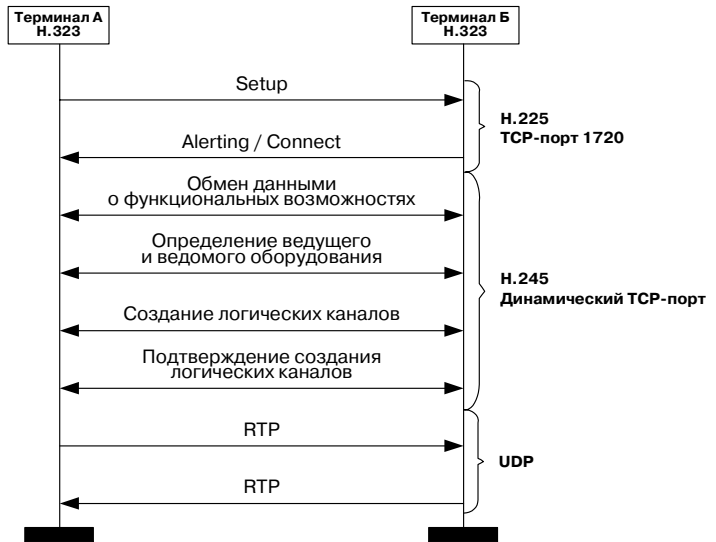 Терминал А
H.323
Терминал Б
H.323
Setup
H.225
TCP-порт 1720
Alerting / Connect
Обмен данными
о функциональных возможностях
Определение ведущего
и ведомого оборудования
H.245
Динамический TCP-порт
Создание логических каналов
Подтверждение создания
логических каналов
RTP
UDP
RTP